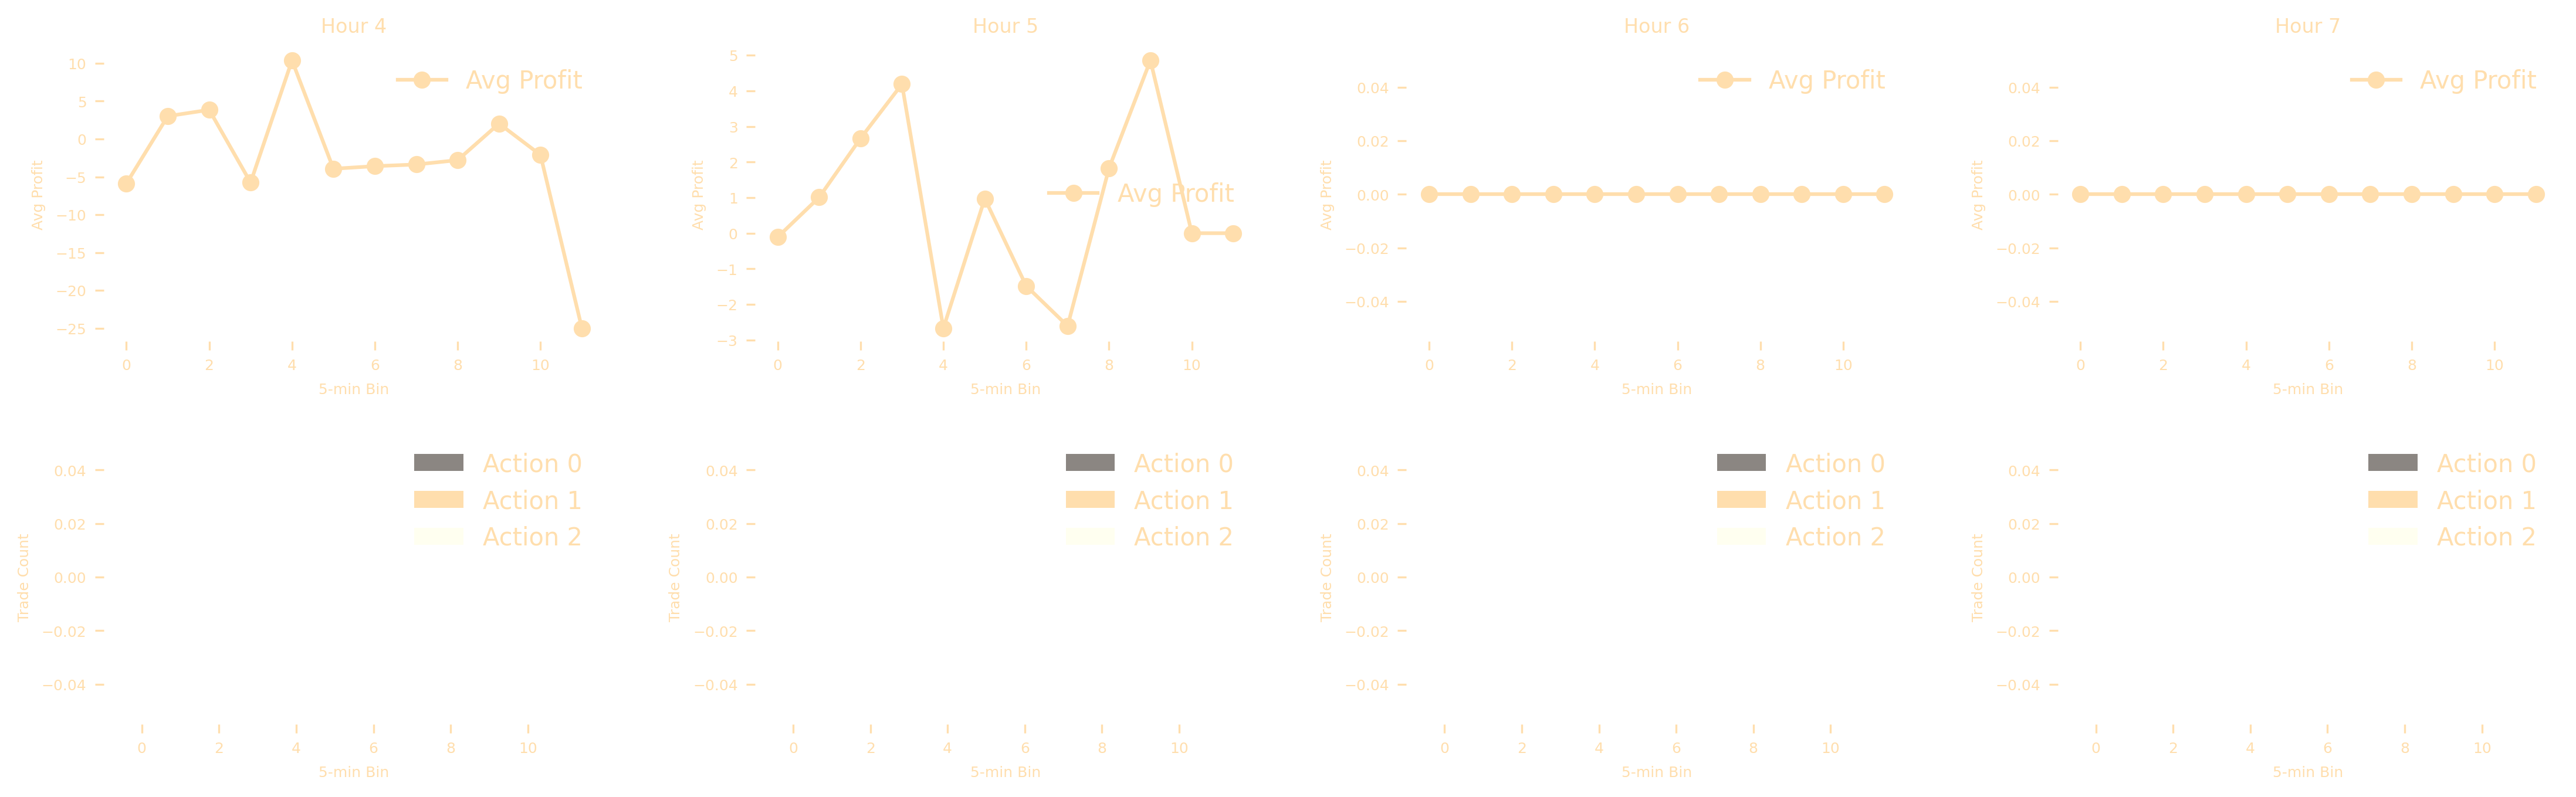 Hour 4
Avg Profit
10
5
0
−5
−10
−15
−20
−25
Avg Profit
0 2 4 6 8 10
5-min Bin
Hour 5
Avg Profit
5
4
3
2
1
0
−1
−2
−3
Avg Profit
0 2 4 6 8 10
5-min Bin
Hour 6
Avg Profit
0.04
0.02
0.00
−0.02
−0.04
Avg Profit
0 2 4 6 8 10
5-min Bin
Hour 7
Avg Profit
0.04
0.02
0.00
−0.02
−0.04
Avg Profit
0 2 4 6 8 10
5-min Bin
Trade Count
0.04
0.02
0.00
−0.02
−0.04
Action 0
Action 1
Action 2
0 2 4 6 8 10
5-min Bin
Trade Count
0.04
0.02
0.00
−0.02
−0.04
Action 0
Action 1
Action 2
0 2 4 6 8 10
5-min Bin
Trade Count
0.04
0.02
0.00
−0.02
−0.04
Action 0
Action 1
Action 2
0 2 4 6 8 10
5-min Bin
Trade Count
0.04
0.02
0.00
−0.02
−0.04
Action 0
Action 1
Action 2
0 2 4 6 8 10
5-min Bin